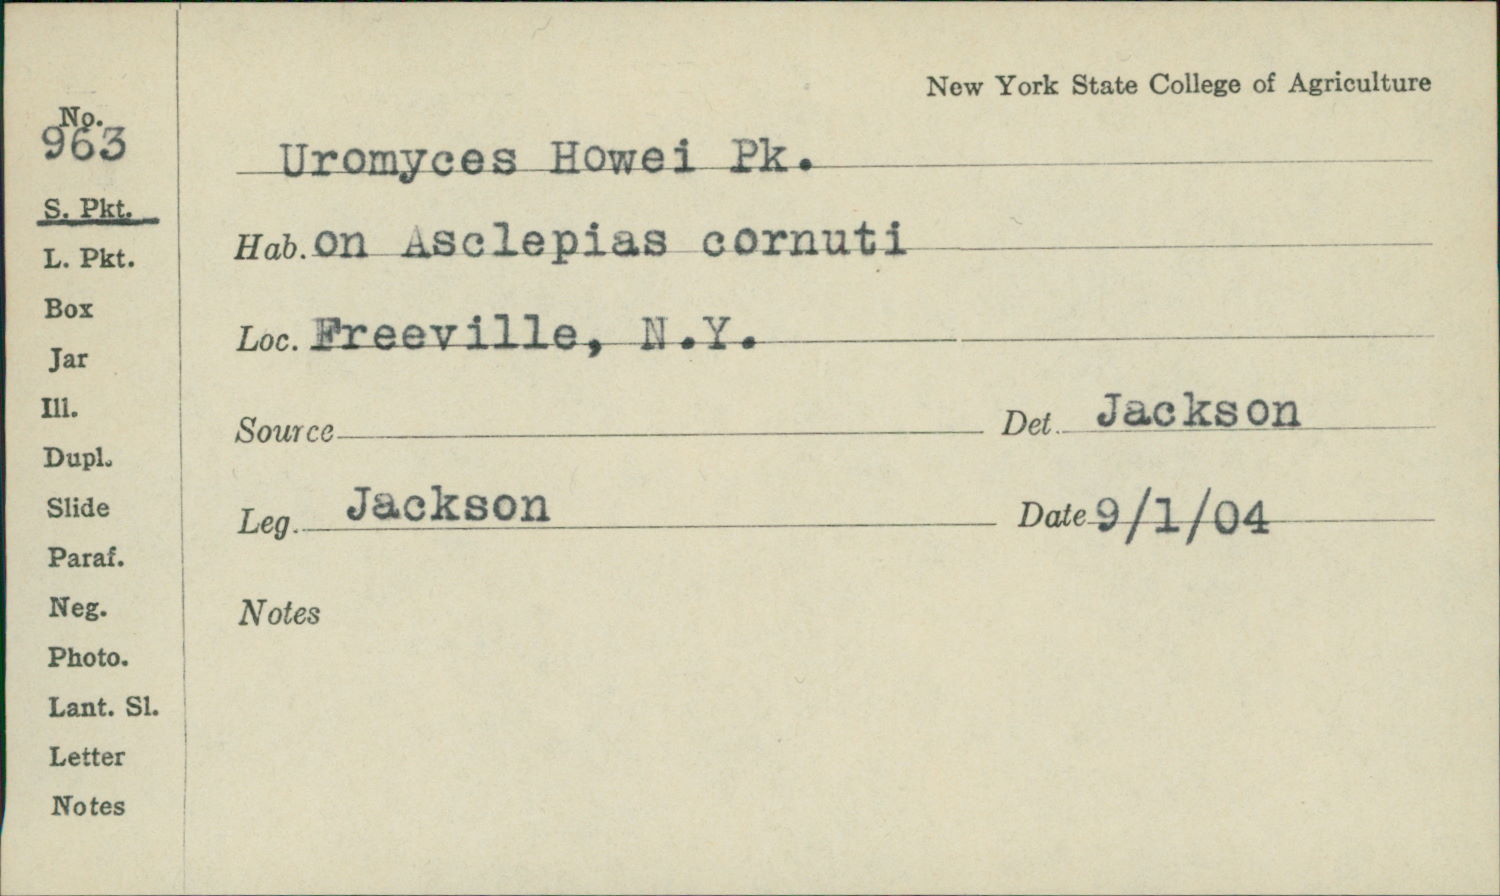 New York State College of Agriculture
No.
963
S. Pkt.
L. Pkt.
Box
Jar
Ill.
Dupl.
Slide
Paraf.
Neg.
Photo.
Lant. Sl.
Letter
Notes
Uromyces Howei Pk.
Hab. on Asclepias cornuti
Loc. Freeville, N.Y.
Source Det. Jackson
Leg. Jackson Date 9/1/04
Notes